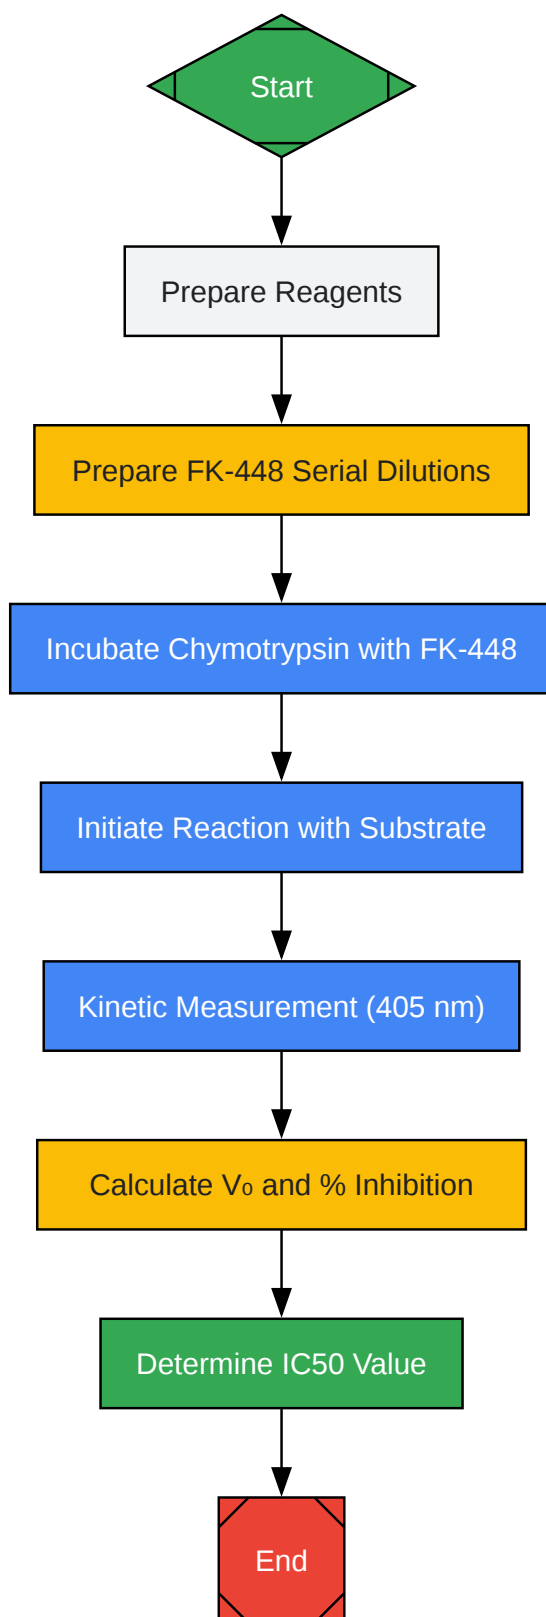 Start
Prepare Reagents
Prepare FK-448 Serial Dilutions
Incubate Chymotrypsin with FK-448
Initiate Reaction with Substrate
Kinetic Measurement (405 nm)
Calculate V₀ and % Inhibition
Determine IC50 Value
End